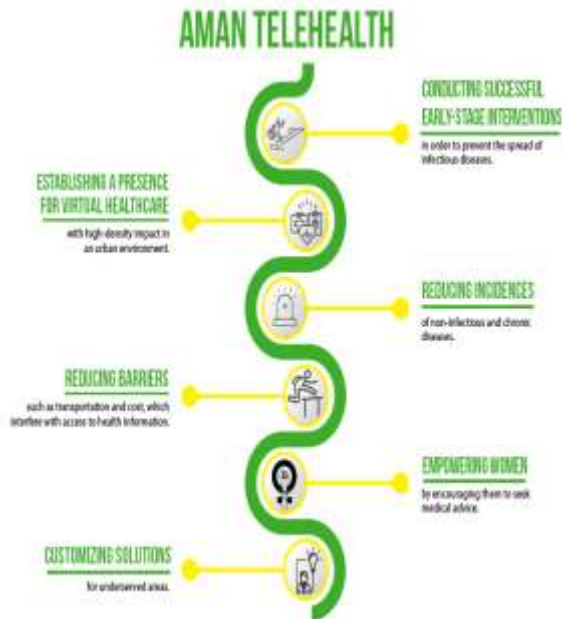 AMAN TELEHEALTH
CONDUCTING SUCCESSFUL
EARLY-STAGE INTERVENTIONS
in order to prevent the spread of
infectious diseases.
ESTABLISHING A PRESENCE
FOR VIRTUAL HEALTHCARE
with high-density impact in
an urban environment.
REDUCING INCIDENCES
of non-infectious and chronic
diseases.
REDUCING BARRIERS
such as transportation and cost, which
interfere with access to health information.
EMPOWERING WOMEN
by encouraging them to seek
medical advice.
CUSTOMIZING SOLUTIONS
for underserved areas.